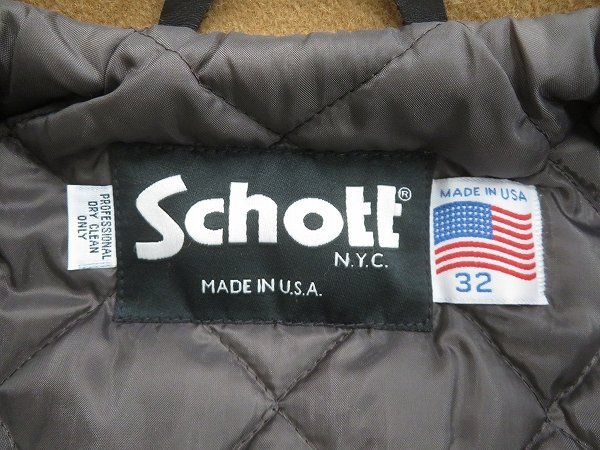 PROFESSIONAL
DRY CLEAN
ONLY
Schott®
N.Y.C.
MADE IN U.S.A.
MADE IN USA
32